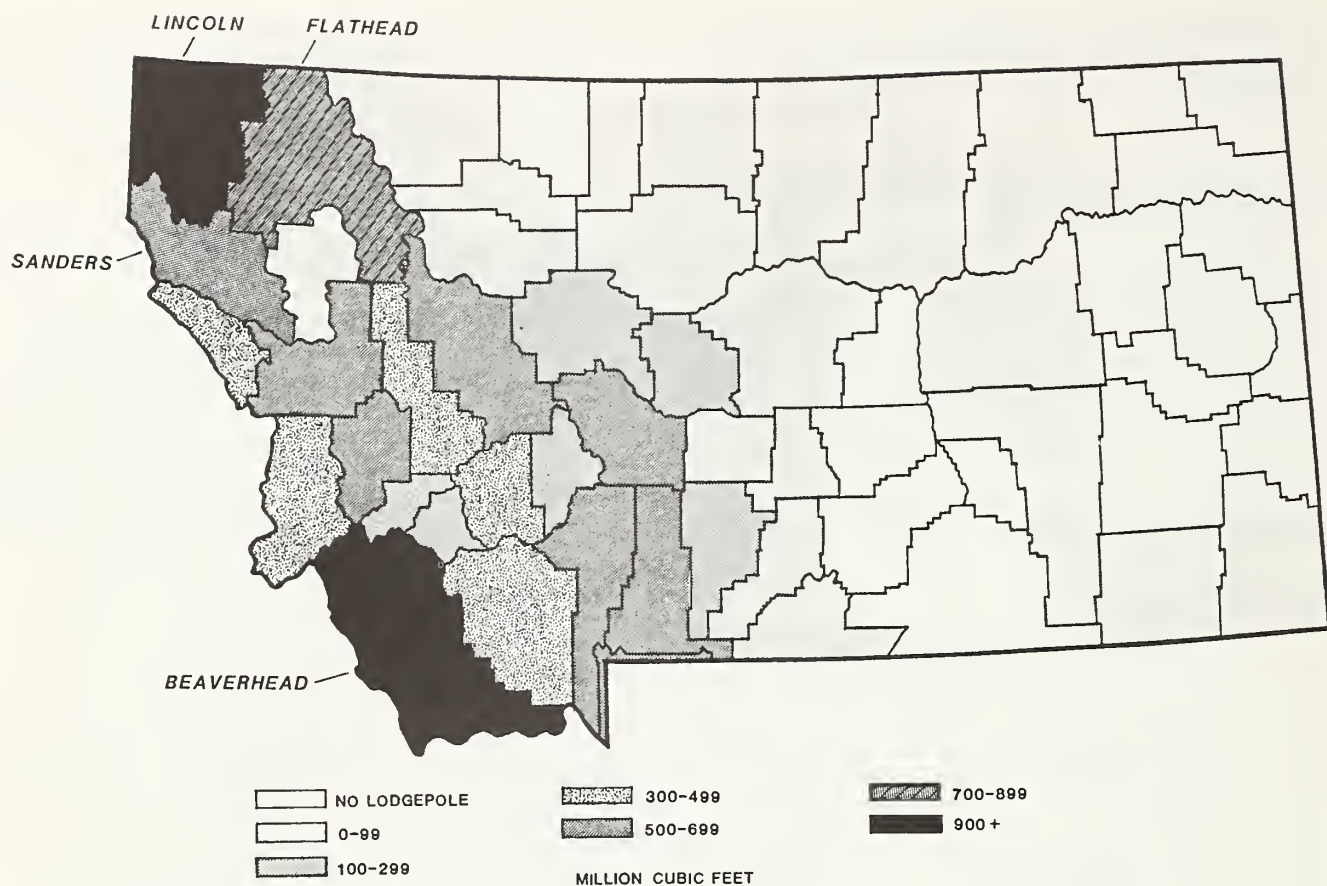 LINCOLN
FLATHEAD
SANDERS
BEAVERHEAD
NO LODGEPOLE
0-99
100-299
300-499
500-699
700-899
900+
MILLION CUBIC FEET